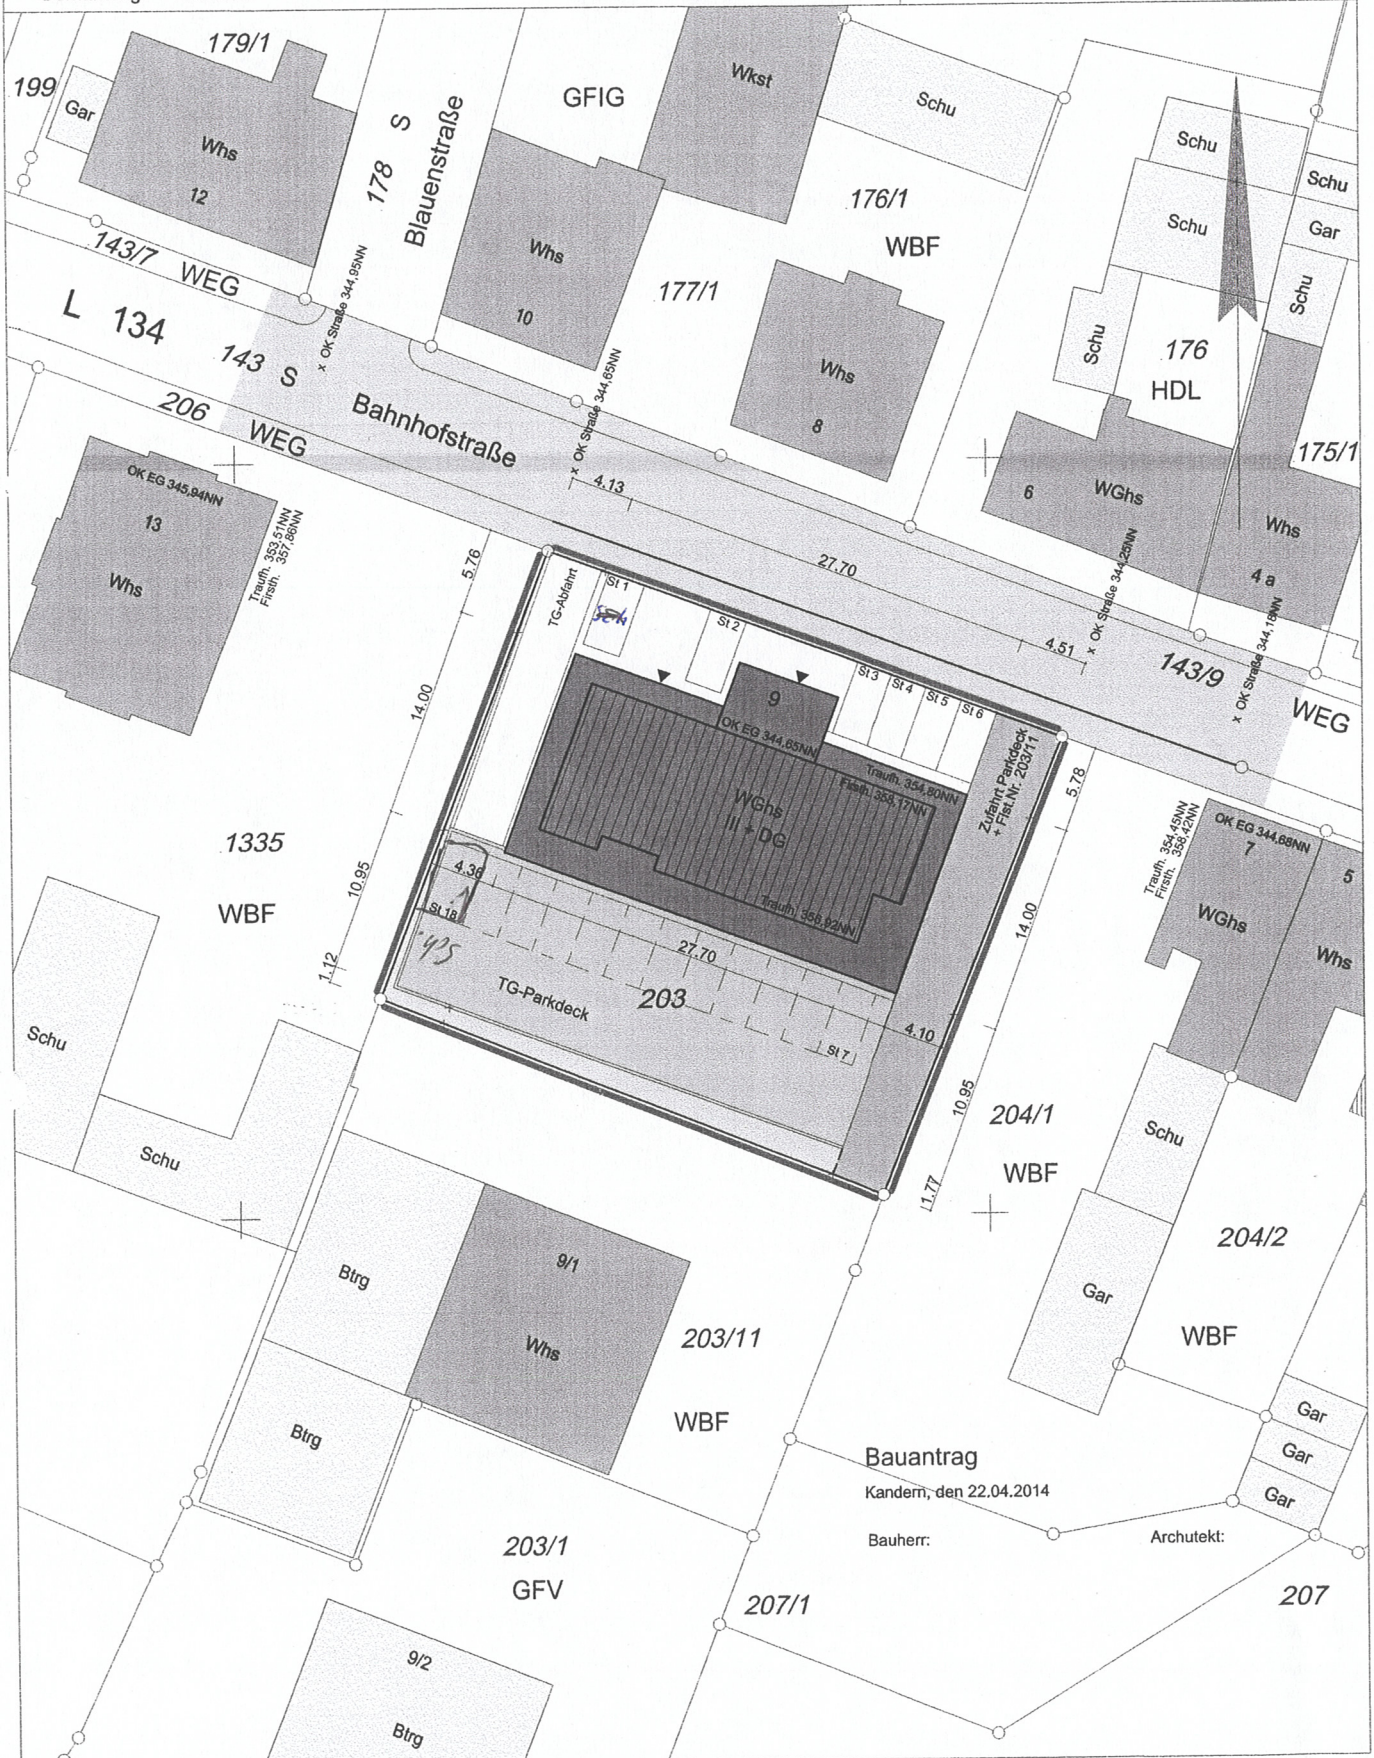 179/1
199
Gar
Whs
12
178 S
Blauenstraße
GFIG
Wkst
Schu
Whs
10
176/1
WBF
177/1
Whs
8
Schu
Schu
Schu
Gar
Schu
Schu
176
HDL
175/1
6
WGhs
Whs
4 a
143/7 WEG
L 134
143 S
206 WEG
Bahnhofstraße
x OK Straße 344,95NN
x OK Straße 344,65NN
x OK Straße 344,25NN
x OK Straße 344,18NN
143/9
WEG
OK EG 345,94NN
13
Whs
Traufh. 353,51NN
Firsth. 357,86NN
4.13
27.70
4.51
5.76
14.00
10.95
1.12
TG-Abfahrt
St 1
St 2
St 3
St 4
St 5
St 6
9
OK EG 344,65NN
Traufh. 354,80NN
Firsth. 358,17NN
WGhs
III + DG
Traufh. 356,92NN
Zufahrt Parkdeck
+ Flst.Nr. 203/11
5.78
14.00
10.95
1.77
4.36
St 18
27.70
TG-Parkdeck
203
4.10
St 7
1335
WBF
Traufh. 354,45NN
Firsth. 358,42NN
OK EG 344,68NN
7
WGhs
5
Whs
Schu
Schu
204/1
WBF
Schu
Gar
204/2
WBF
Btrg
9/1
Whs
203/11
WBF
Btrg
Gar
Gar
Gar
Bauantrag
Kandern, den 22.04.2014
Bauherr:
Archutekt:
203/1
GFV
207/1
207
9/2
Btrg